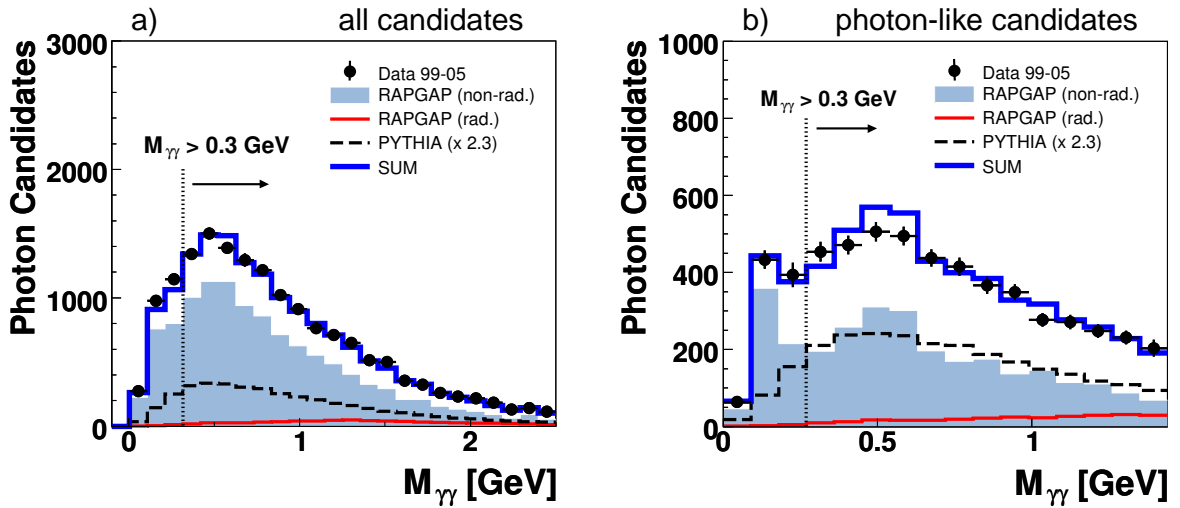 a) all candidates
Photon Candidates
3000
2000
1000
0
Data 99-05
RAPGAP (non-rad.)
RAPGAP (rad.)
PYTHIA (x 2.3)
SUM
Mγγ > 0.3 GeV
0 1 2
Mγγ [GeV]
b) photon-like candidates
Photon Candidates
1000
800
600
400
200
0
Data 99-05
RAPGAP (non-rad.)
RAPGAP (rad.)
PYTHIA (x 2.3)
SUM
Mγγ > 0.3 GeV
0 0.5 1
Mγγ [GeV]